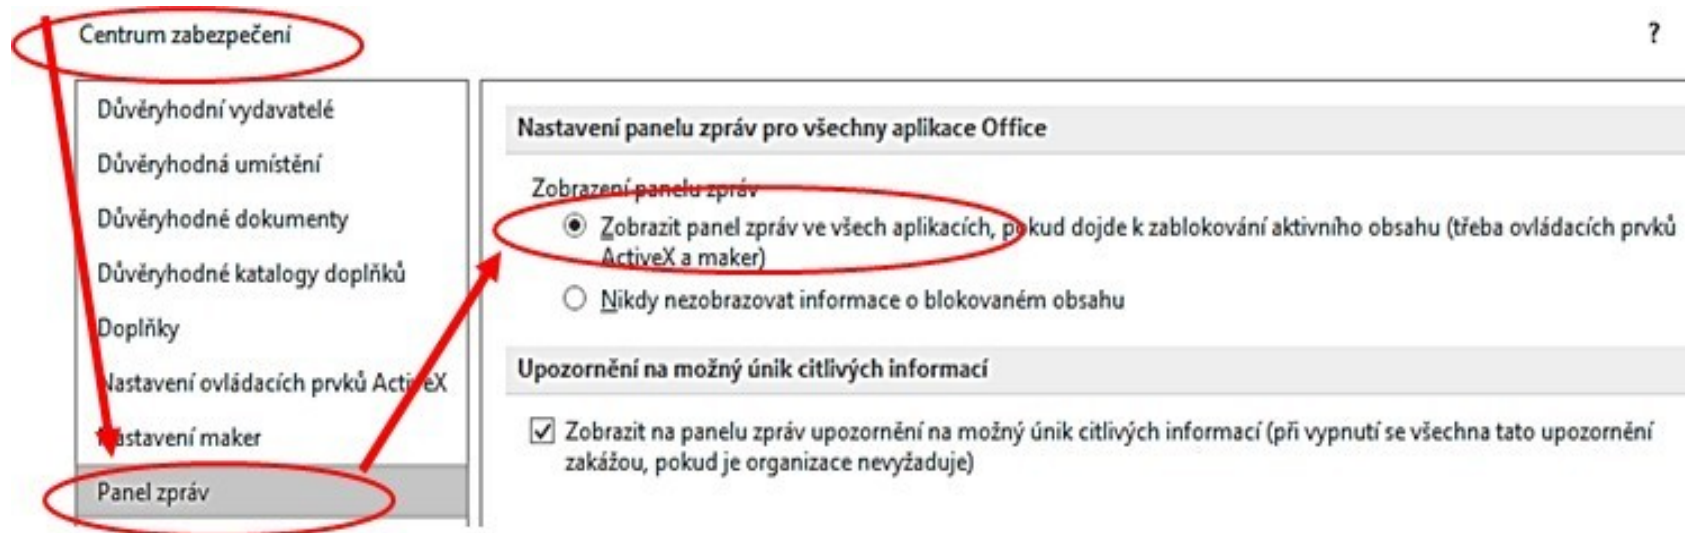 Centrum zabezpečení
?
Důvěryhodní vydavatelé
Důvěryhodná umístění
Důvěryhodné dokumenty
Důvěryhodné katalogy doplňků
Doplňky
Nastavení ovládacích prvků ActiveX
Nastavení maker
Panel zpráv
Nastavení panelu zpráv pro všechny aplikace Office
Zobrazení panelu zpráv
Zobrazit panel zpráv ve všech aplikacích, pokud dojde k zablokování aktivního obsahu (třeba ovládacích prvků
ActiveX a maker)
Nikdy nezobrazovat informace o blokovaném obsahu
Upozornění na možný únik citlivých informací
Zobrazit na panelu zpráv upozornění na možný únik citlivých informací (při vypnutí se všechna tato upozornění
zakážou, pokud je organizace nevyžaduje)